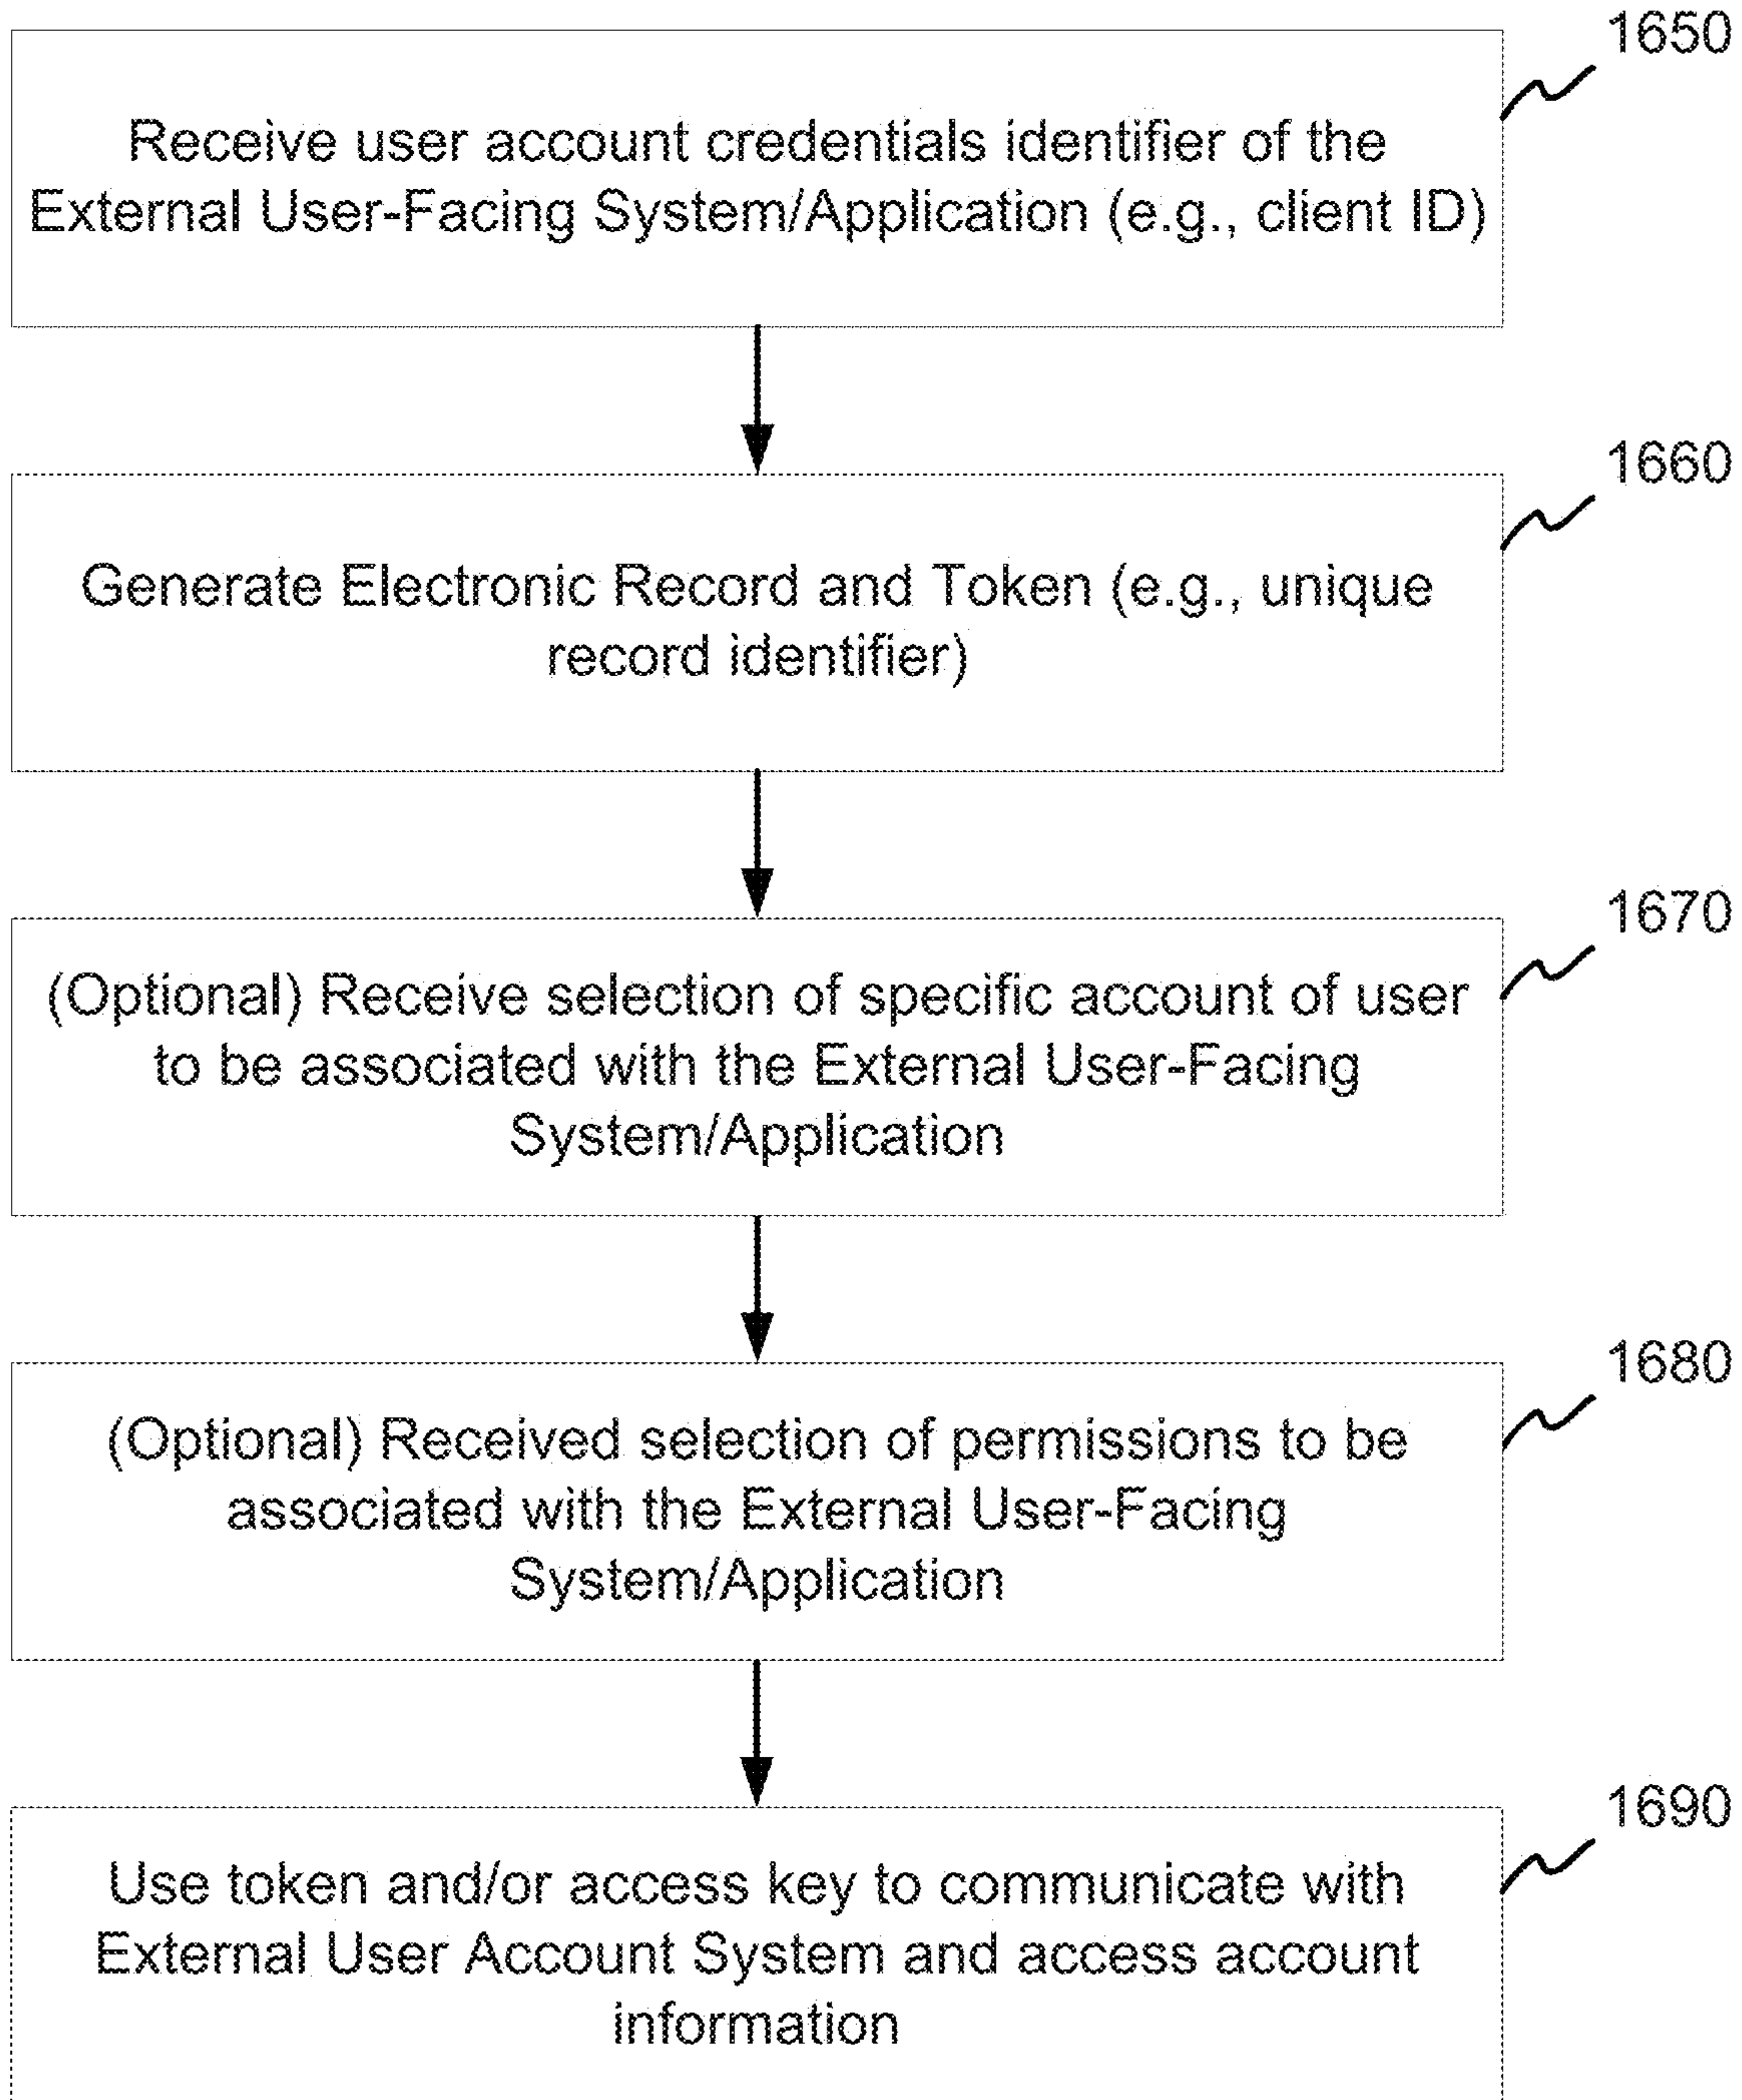 1650
Receive user account credentials identifier of the
External User-Facing System/Application (e.g., client ID)
1660
Generate Electronic Record and Token (e.g., unique
record identifier)
1670
(Optional) Receive selection of specific account of user
to be associated with the External User-Facing
System/Application
1680
(Optional) Received selection of permissions to be
associated with the External User-Facing
System/Application
1690
Use token and/or access key to communicate with
External User Account System and access account
information